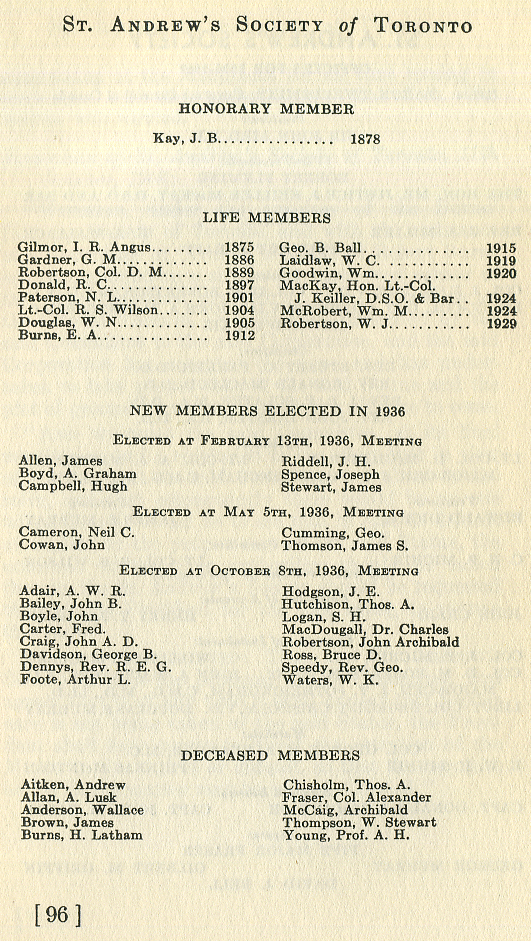 St. Andrew's Society of Toronto
HONORARY MEMBER
Kay, J. B................ 1878
LIFE MEMBERS
Gilmor, I. R. Angus........ 1875
Gardner, G. M............. 1886
Robertson, Col. D. M....... 1889
Donald, R. C.............. 1897
Paterson, N. L............. 1901
Lt.-Col. R. S. Wilson....... 1904
Douglas, W. N............. 1905
Burns, E. A............... 1912
Geo. B. Ball............... 1915
Laidlaw, W. C............. 1919
Goodwin, Wm.............. 1920
MacKay, Hon. Lt.-Col.
J. Keiller, D.S.O. & Bar.. 1924
McRobert, Wm. M......... 1924
Robertson, W. J........... 1929
NEW MEMBERS ELECTED IN 1936
Elected at February 13th, 1936, Meeting
Allen, James
Boyd, A. Graham
Campbell, Hugh
Riddell, J. H.
Spence, Joseph
Stewart, James
Elected at May 5th, 1936, Meeting
Cameron, Neil C.
Cowan, John
Cumming, Geo.
Thomson, James S.
Elected at October 8th, 1936, Meeting
Adair, A. W. R.
Bailey, John B.
Boyle, John
Carter, Fred.
Craig, John A. D.
Davidson, George B.
Dennys, Rev. R. E. G.
Foote, Arthur L.
Hodgson, J. E.
Hutchison, Thos. A.
Logan, S. H.
MacDougall, Dr. Charles
Robertson, John Archibald
Ross, Bruce D.
Speedy, Rev. Geo.
Waters, W. K.
DECEASED MEMBERS
Aitken, Andrew
Allan, A. Lusk
Anderson, Wallace
Brown, James
Burns, H. Latham
Chisholm, Thos. A.
Fraser, Col. Alexander
McCaig, Archibald
Thompson, W. Stewart
Young, Prof. A. H.
[ 96 ]